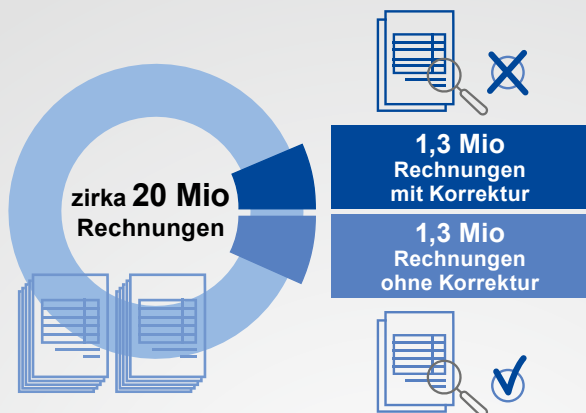 zirka 20 Mio
Rechnungen
1,3 Mio
Rechnungen
mit Korrektur
1,3 Mio
Rechnungen
ohne Korrektur